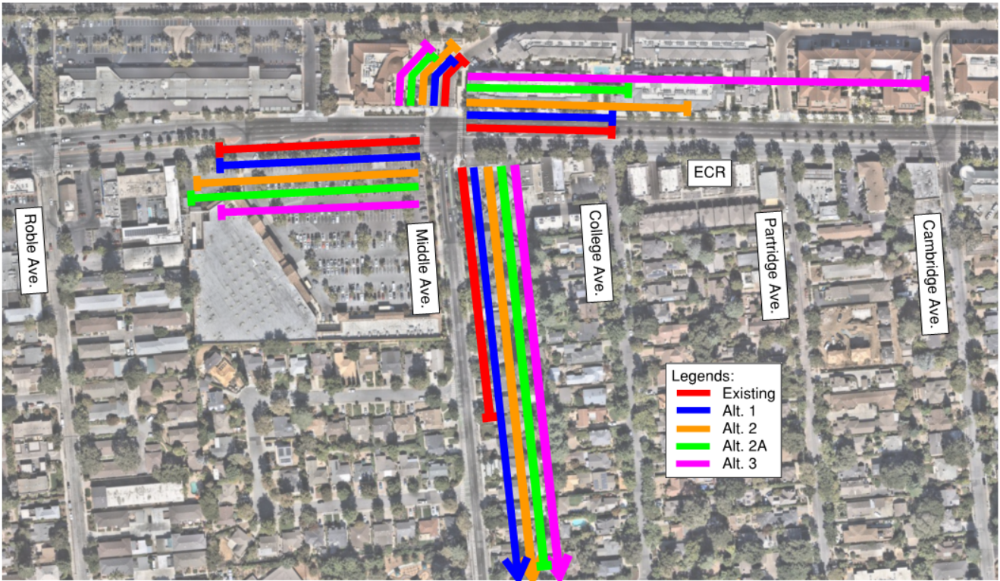 ECR
Roble Ave.
Middle Ave.
College Ave.
Partridge Ave.
Cambridge Ave.
Legends:
Existing
Alt. 1
Alt. 2
Alt. 2A
Alt. 3